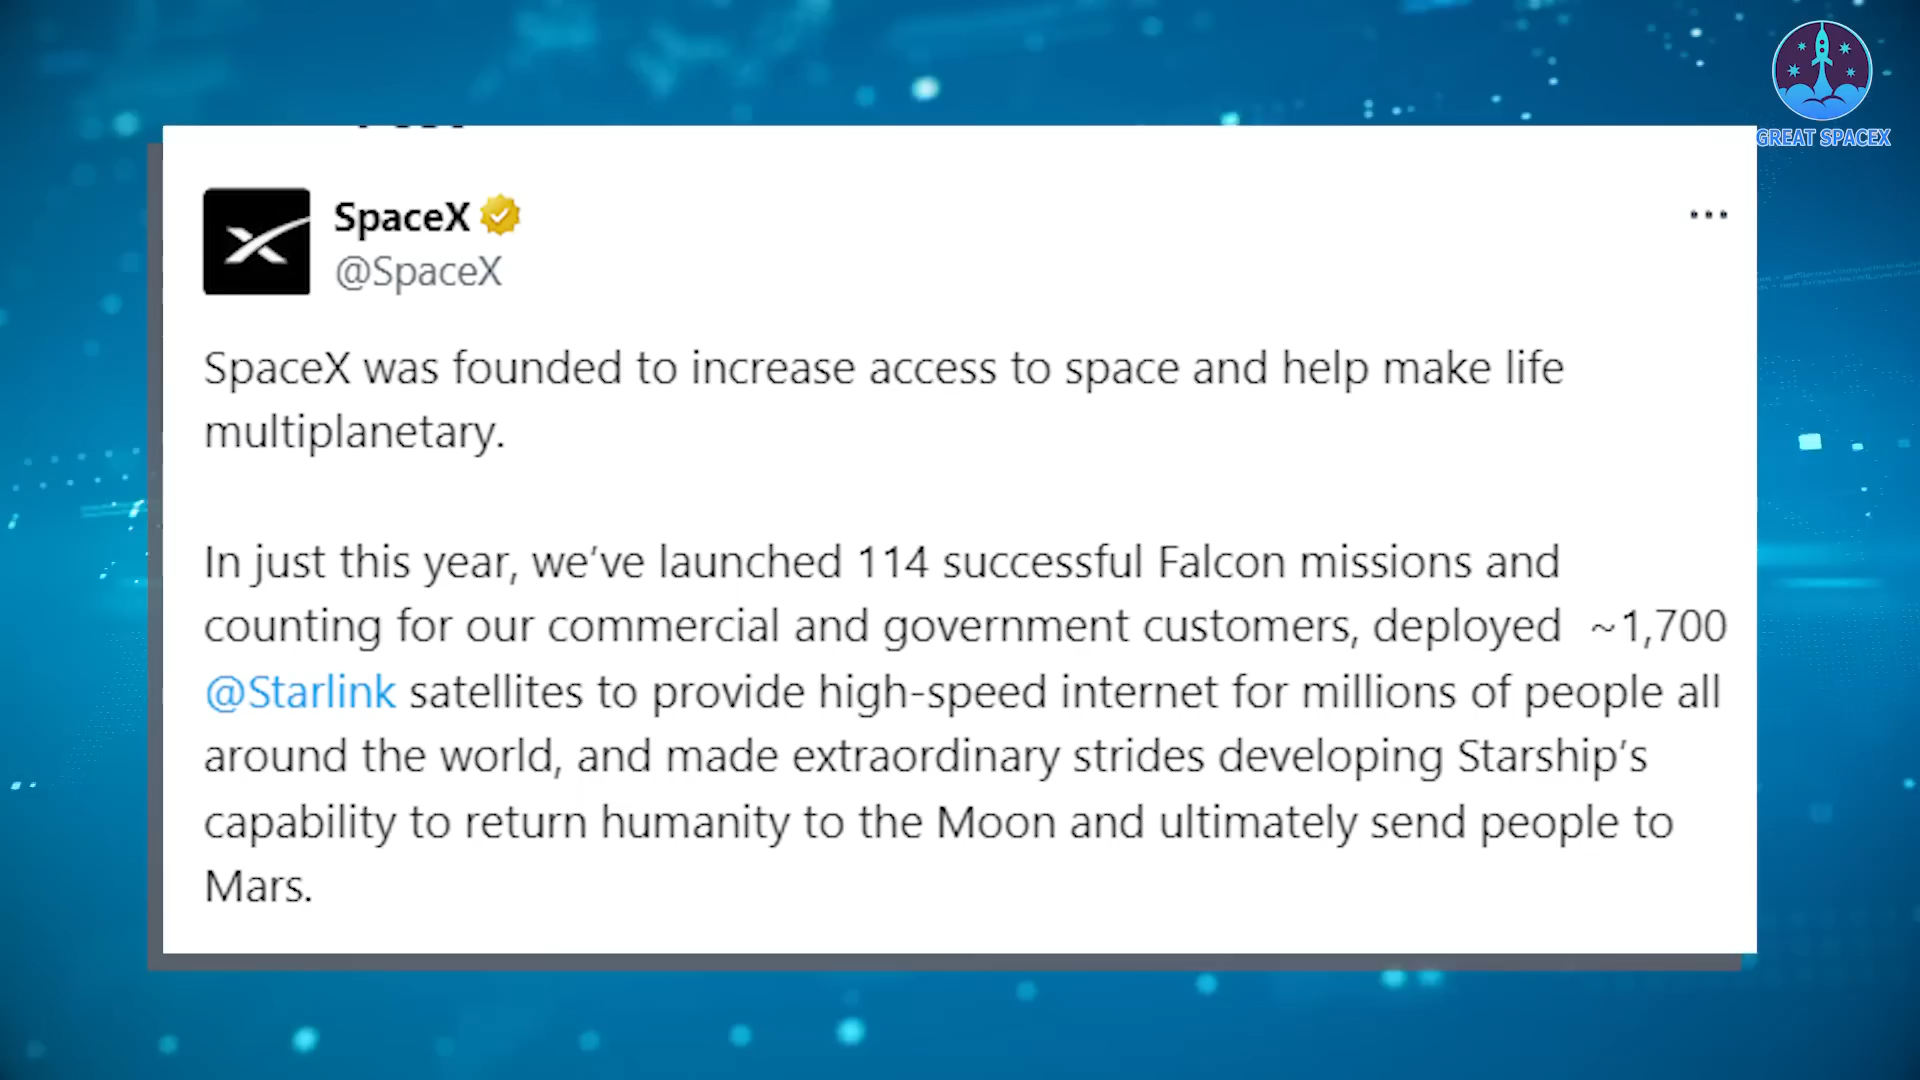 GREAT SPACEX
SpaceX
@SpaceX
SpaceX was founded to increase access to space and help make life
multiplanetary.
In just this year, we’ve launched 114 successful Falcon missions and
counting for our commercial and government customers, deployed ~1,700
@Starlink satellites to provide high-speed internet for millions of people all
around the world, and made extraordinary strides developing Starship’s
capability to return humanity to the Moon and ultimately send people to
Mars.